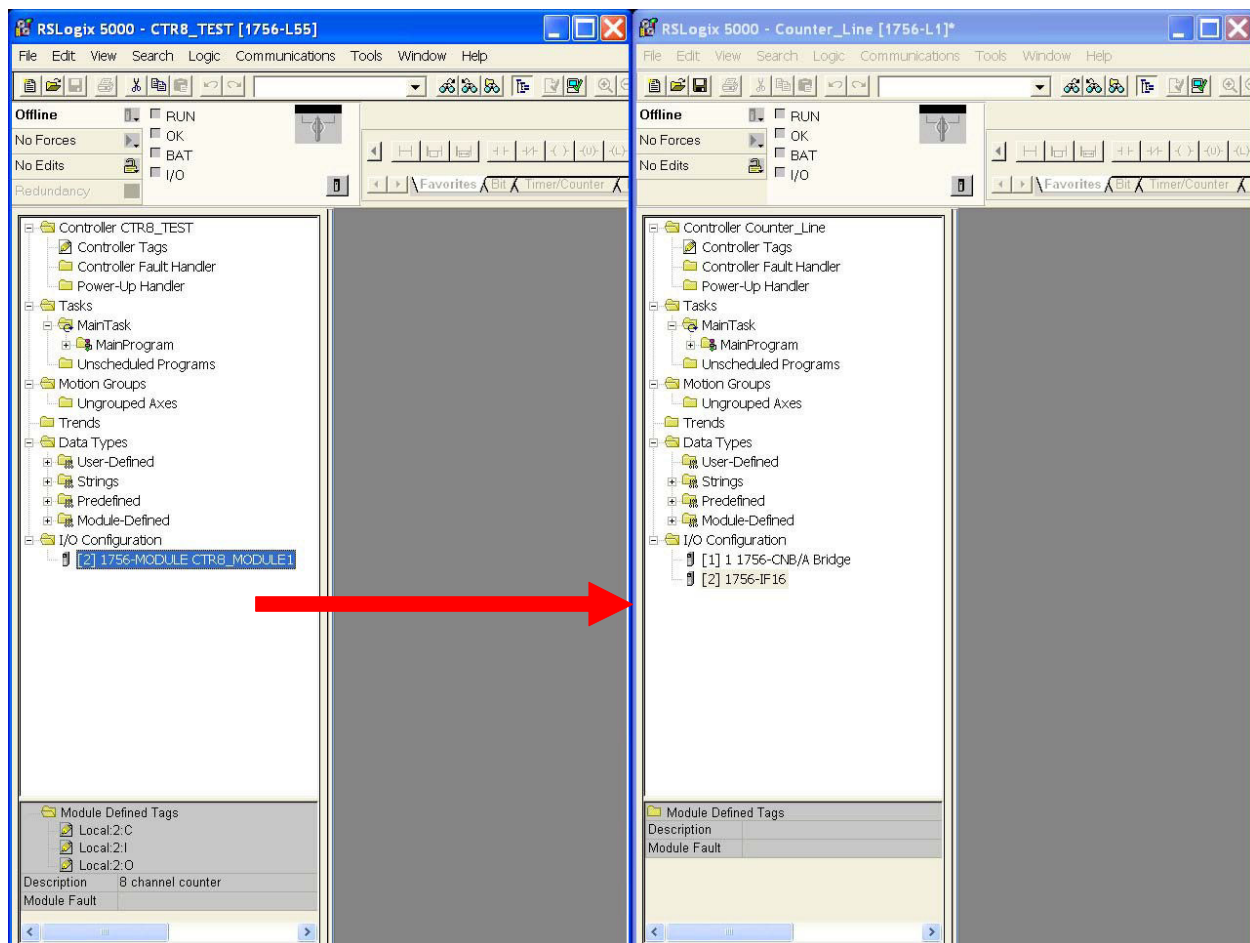 RSLogix 5000 - CTR8_TEST [1756-L55]
File Edit View Search Logic Communications Tools Window Help
Offline
RUN
No Forces
OK
No Edits
BAT
Redundancy
I/O
Favorites Bit Timer/Counter
Controller CTR8_TEST
Controller Tags
Controller Fault Handler
Power-Up Handler
Tasks
MainTask
MainProgram
Unscheduled Programs
Motion Groups
Ungrouped Axes
Trends
Data Types
User-Defined
Strings
Predefined
Module-Defined
I/O Configuration
[2] 1756-MODULE CTR8_MODULE1
Module Defined Tags
Local:2:C
Local:2:I
Local:2:O
Description 8 channel counter
Module Fault
RSLogix 5000 - Counter_Line [1756-L1]*
File Edit View Search Logic Communications Tools Window Help
Offline
RUN
No Forces
OK
No Edits
BAT
I/O
Favorites Bit Timer/Counter
Controller Counter_Line
Controller Tags
Controller Fault Handler
Power-Up Handler
Tasks
MainTask
MainProgram
Unscheduled Programs
Motion Groups
Ungrouped Axes
Trends
Data Types
User-Defined
Strings
Predefined
Module-Defined
I/O Configuration
[1] 1 1756-CNB/A Bridge
[2] 1756-IF16
Module Defined Tags
Description
Module Fault